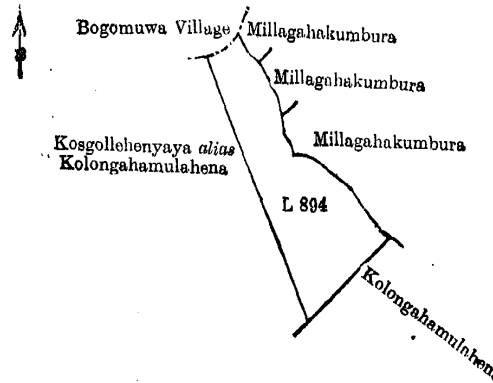 Bogomuwa Village
Millagahakumbura
Millagahakumbura
Millagahakumbura
Kosgollehenyaya alias
Kolongahamulahena
L 894
Kolongahamulahena